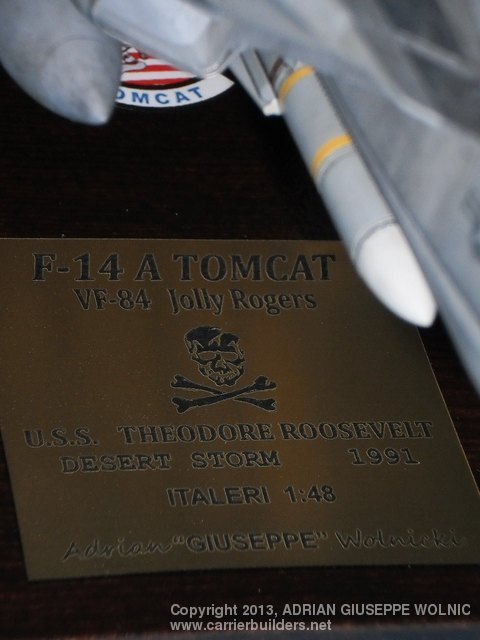 OMCAT
F-14 A TOMCAT
VF-84 Jolly Rogers
U.S.S. THEODORE ROOSEVELT
DESERT STORM 1991
ITALERI 1:48
Adrian "GIUSEPPE" Wolnicki
Copyright 2013, ADRIAN GIUSEPPE WOLNIC
www.carrierbuilders.net